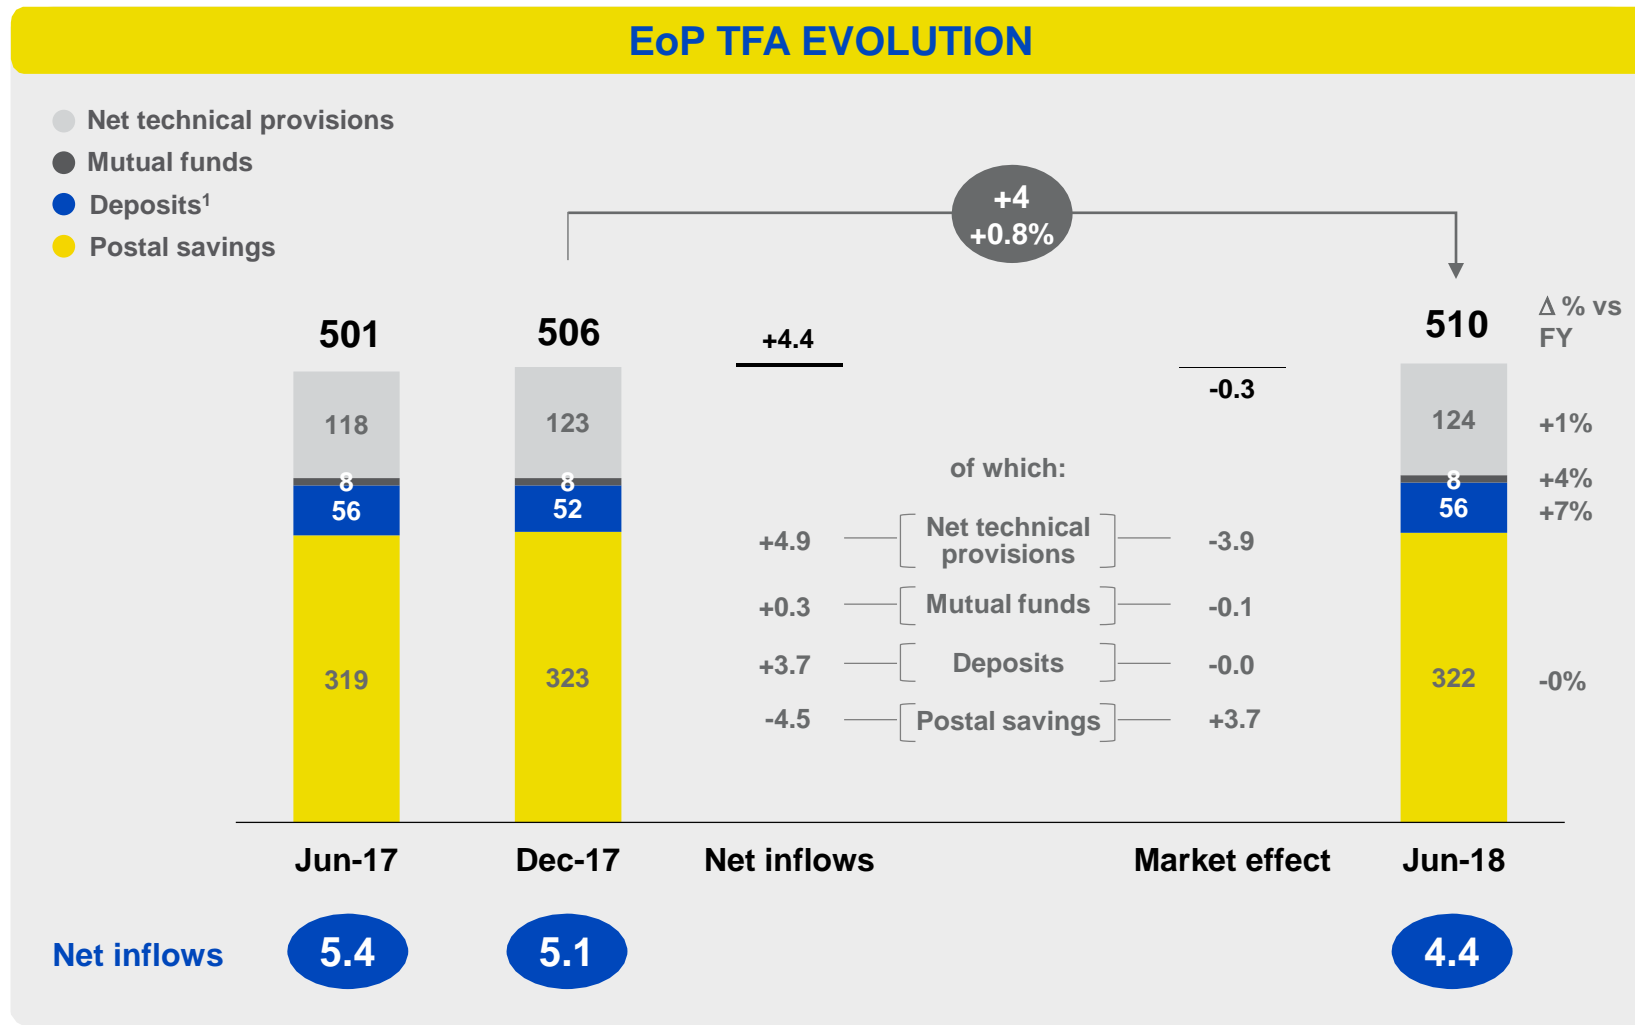 EoP TFA EVOLUTION
Net technical provisions
Mutual funds
Deposits¹
Postal savings
+4
+0.8%
501
506
+4.4
-0.3
510
Δ % vs
FY
118
123
124
+1%
8
8
8
+4%
56
52
56
+7%
319
323
322
-0%
of which:
+4.9
Net technical
provisions
-3.9
+0.3
Mutual funds
-0.1
+3.7
Deposits
-0.0
-4.5
Postal savings
+3.7
Jun-17
Dec-17
Net inflows
Market effect
Jun-18
Net inflows
5.4
5.1
4.4